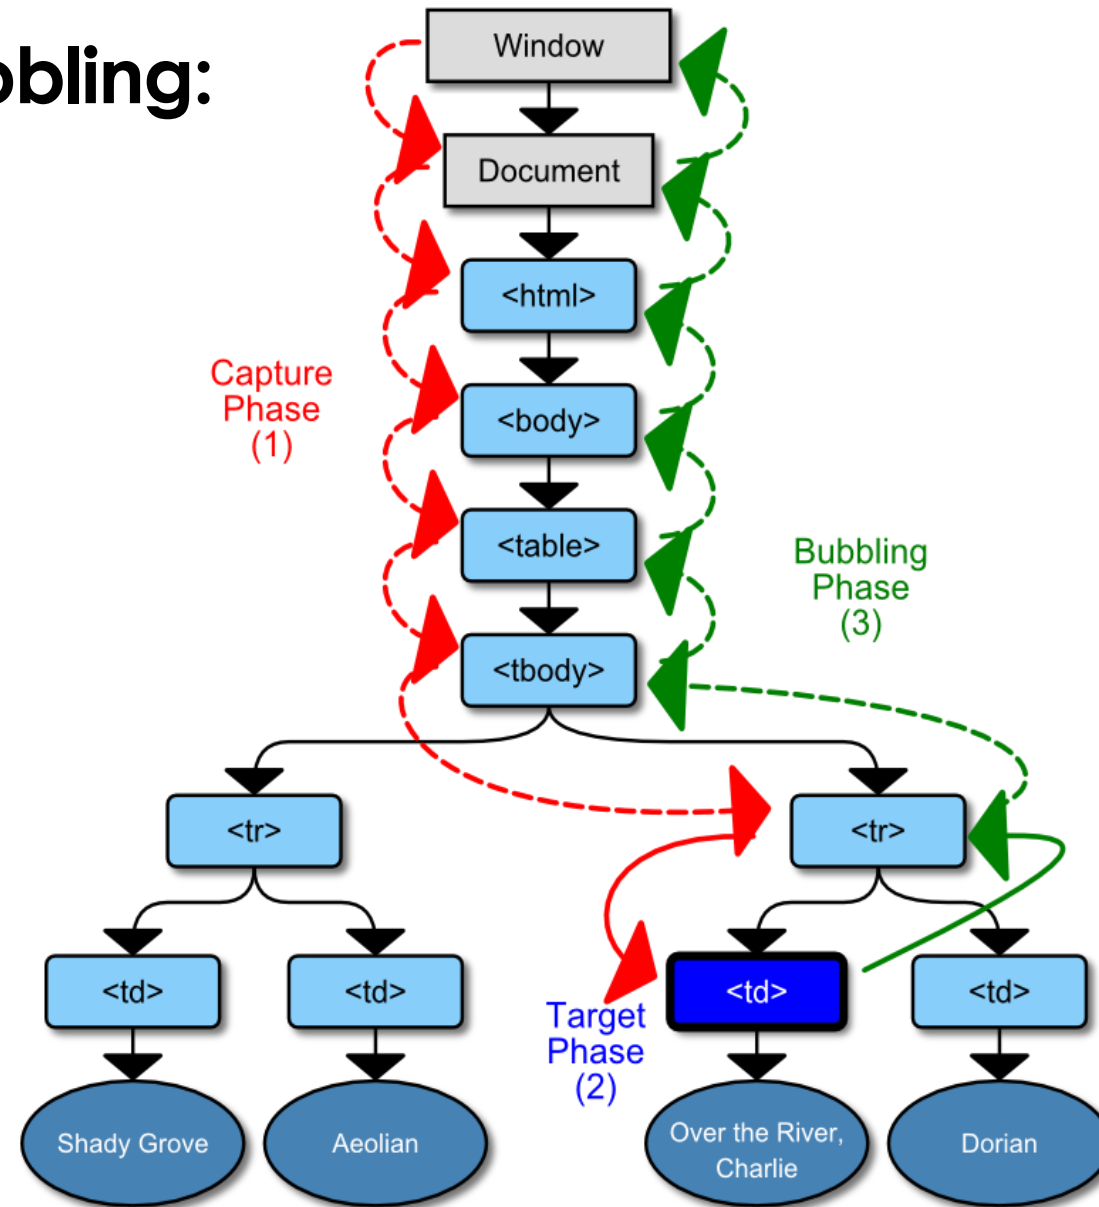 bbling:
Window
Document
<html>
Capture
Phase
(1)
<body>
<table>
Bubbling
Phase
(3)
<tbody>
<tr>
<tr>
<td>
<td>
<td>
<td>
Target
Phase
(2)
Shady Grove
Aeolian
Over the River,
Charlie
Dorian